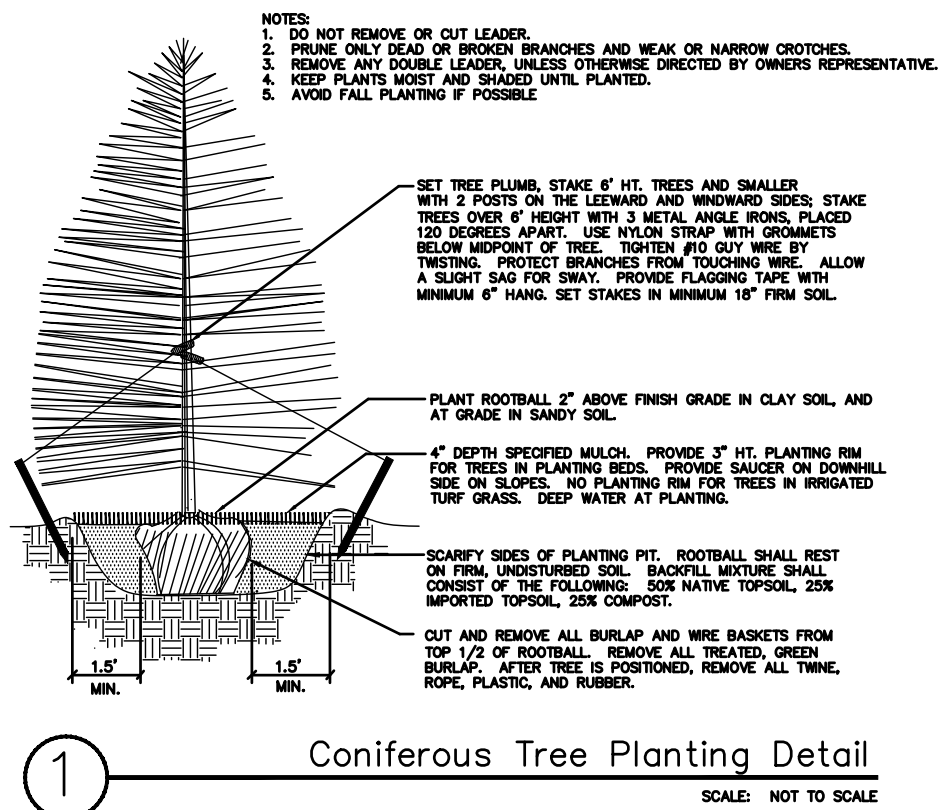 NOTES:
1. DO NOT REMOVE OR CUT LEADER.
2. PRUNE ONLY DEAD OR BROKEN BRANCHES AND WEAK OR NARROW CROTCHES.
3. REMOVE ANY DOUBLE LEADER, UNLESS OTHERWISE DIRECTED BY OWNERS REPRESENTATIVE.
4. KEEP PLANTS MOIST AND SHADED UNTIL PLANTED.
5. AVOID FALL PLANTING IF POSSIBLE
SET TREE PLUMB, STAKE 6' HT. TREES AND SMALLER
WITH 2 POSTS ON THE LEEWARD AND WINDWARD SIDES; STAKE
TREES OVER 6' HEIGHT WITH 3 METAL ANGLE IRONS, PLACED
120 DEGREES APART. USE NYLON STRAP WITH GROMMETS
BELOW MIDPOINT OF TREE. TIGHTEN #10 GUY WIRE BY
TWISTING. PROTECT BRANCHES FROM TOUCHING WIRE. ALLOW
A SLIGHT SAG FOR SWAY. PROVIDE FLAGGING TAPE WITH
MINIMUM 6" HANG. SET STAKES IN MINIMUM 18" FIRM SOIL.
PLANT ROOTBALL 2" ABOVE FINISH GRADE IN CLAY SOIL, AND
AT GRADE IN SANDY SOIL.
4" DEPTH SPECIFIED MULCH. PROVIDE 3" HT. PLANTING RIM
FOR TREES IN PLANTING BEDS. PROVIDE SAUCER ON DOWNHILL
SIDE ON SLOPES. NO PLANTING RIM FOR TREES IN IRRIGATED
TURF GRASS. DEEP WATER AT PLANTING.
SCARIFY SIDES OF PLANTING PIT. ROOTBALL SHALL REST
ON FIRM, UNDISTURBED SOIL. BACKFILL MIXTURE SHALL
CONSIST OF THE FOLLOWING: 50% NATIVE TOPSOIL, 25%
IMPORTED TOPSOIL, 25% COMPOST.
CUT AND REMOVE ALL BURLAP AND WIRE BASKETS FROM
TOP 1/2 OF ROOTBALL. REMOVE ALL TREATED, GREEN
BURLAP. AFTER TREE IS POSITIONED, REMOVE ALL TWINE,
ROPE, PLASTIC, AND RUBBER.
1.5'
MIN.
1.5'
MIN.
1
Coniferous Tree Planting Detail
SCALE: NOT TO SCALE